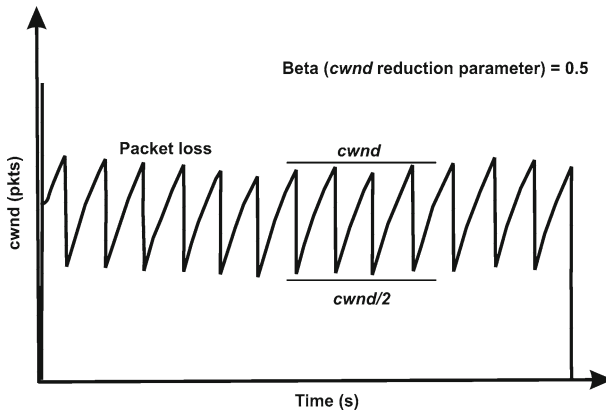 Beta (cwnd reduction parameter) = 0.5
Packet loss
cwnd
cwnd (pkts)
cwnd/2
Time (s)